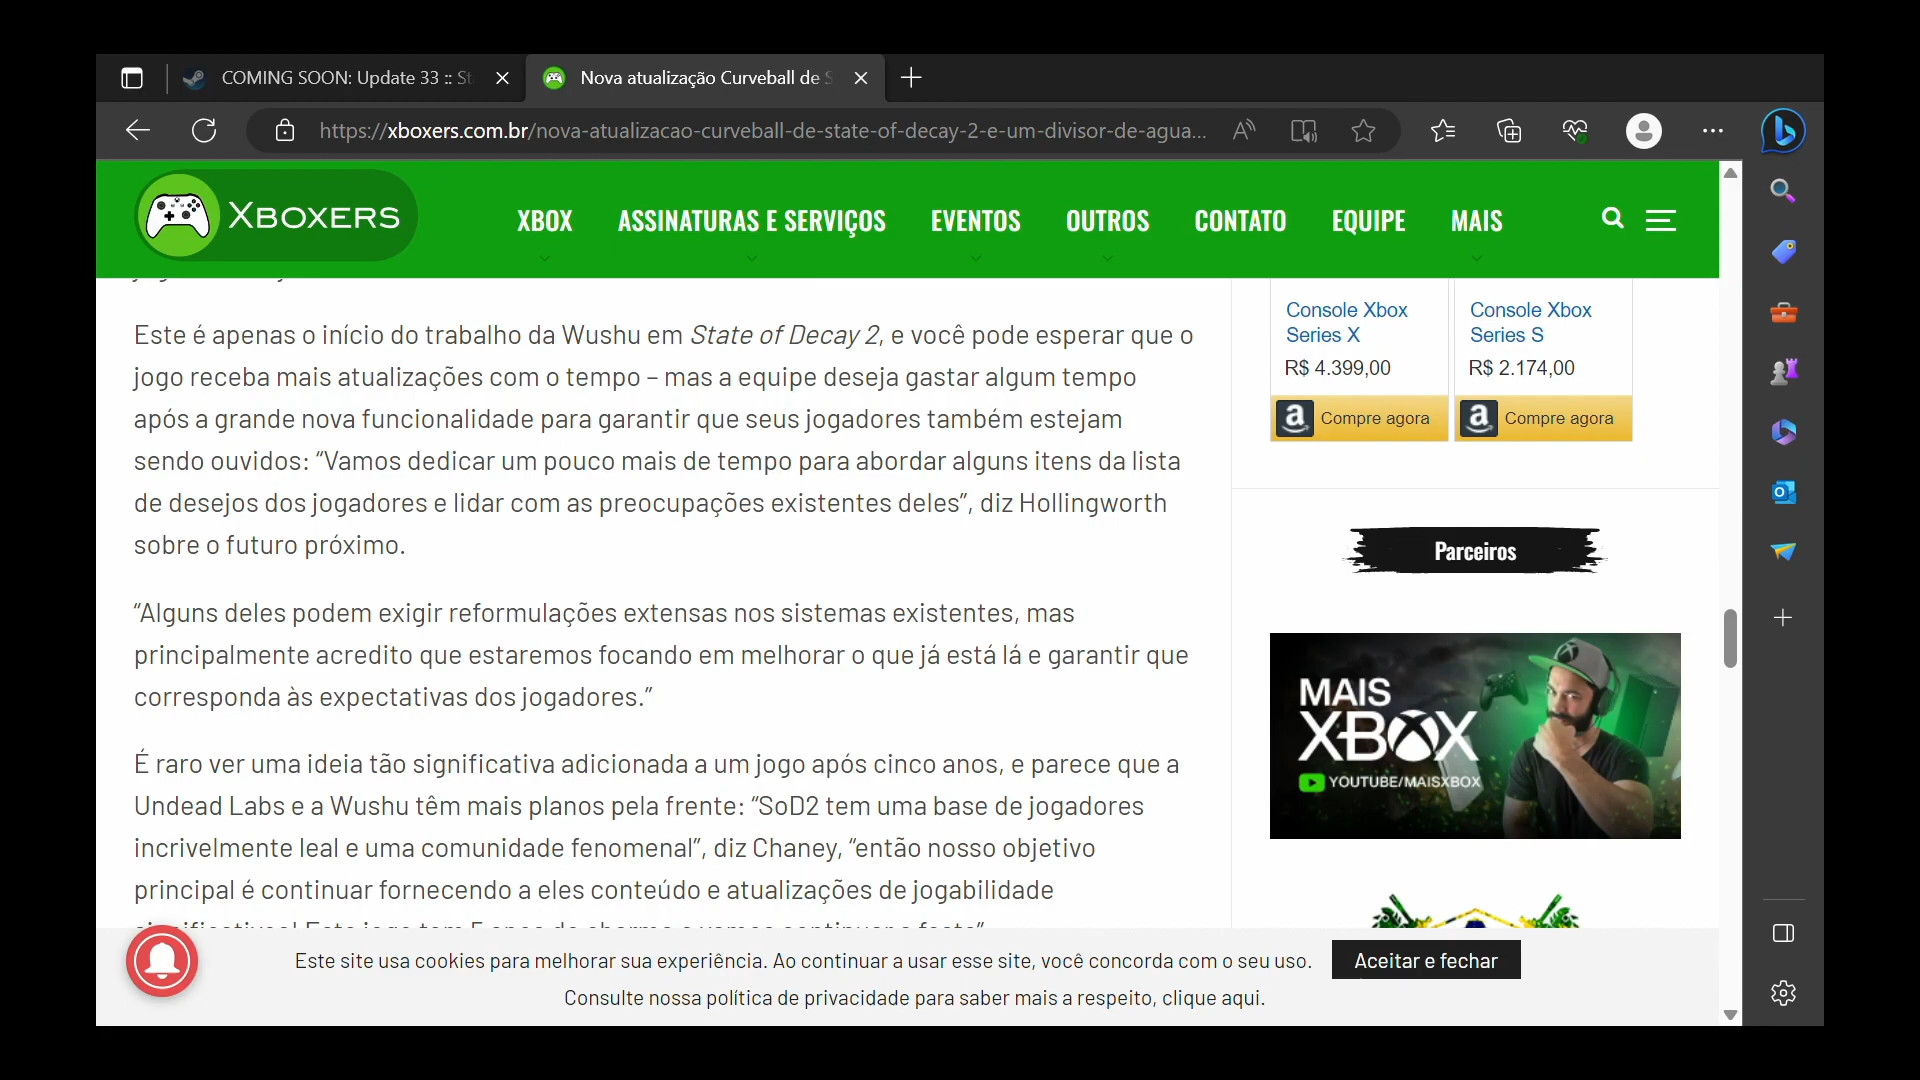 COMING SOON: Update 33 :: St
Nova atualização Curveball de S
https://xboxers.com.br/nova-atualizacao-curveball-de-state-of-decay-2-e-um-divisor-de-agua...
XBOXERS
XBOX
ASSINATURAS E SERVIÇOS
EVENTOS
OUTROS
CONTATO
EQUIPE
MAIS
Este é apenas o início do trabalho da Wushu em State of Decay 2, e você pode esperar que o
jogo receba mais atualizações com o tempo – mas a equipe deseja gastar algum tempo
após a grande nova funcionalidade para garantir que seus jogadores também estejam
sendo ouvidos: “Vamos dedicar um pouco mais de tempo para abordar alguns itens da lista
de desejos dos jogadores e lidar com as preocupações existentes deles”, diz Hollingworth
sobre o futuro próximo.
“Alguns deles podem exigir reformulações extensas nos sistemas existentes, mas
principalmente acredito que estaremos focando em melhorar o que já está lá e garantir que
corresponda às expectativas dos jogadores.”
É raro ver uma ideia tão significativa adicionada a um jogo após cinco anos, e parece que a
Undead Labs e a Wushu têm mais planos pela frente: “SoD2 tem uma base de jogadores
incrivelmente leal e uma comunidade fenomenal”, diz Chaney, “então nosso objetivo
principal é continuar fornecendo a eles conteúdo e atualizações de jogabilidade
Console Xbox
Series X
R$ 4.399,00
Compre agora
Console Xbox
Series S
R$ 2.174,00
Compre agora
Parceiros
MAIS
XBOX
YOUTUBE/MAISXBOX
Este site usa cookies para melhorar sua experiência. Ao continuar a usar esse site, você concorda com o seu uso.
Aceitar e fechar
Consulte nossa política de privacidade para saber mais a respeito, clique aqui.